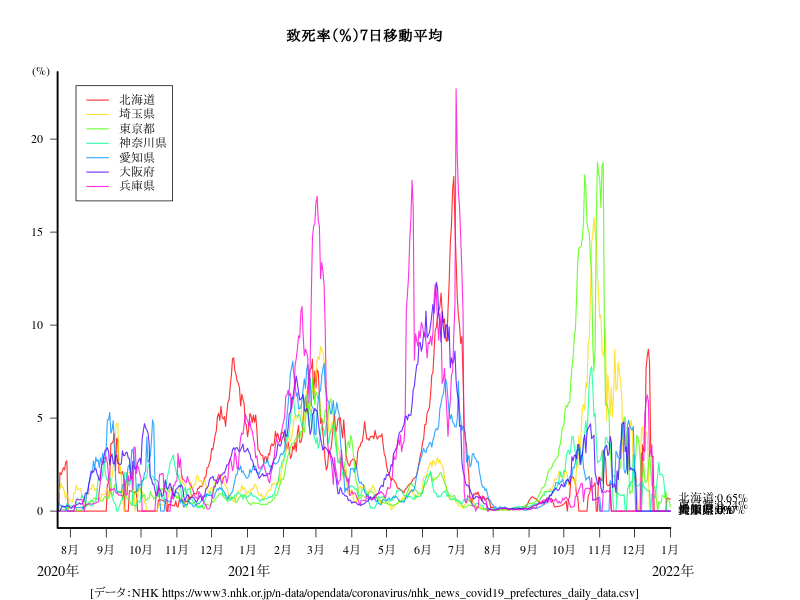 致死率(%)7日移動平均
(%)
北海道
埼玉県
東京都
神奈川県
愛知県
大阪府
兵庫県
20
15
10
5
0
北海道:0.65%
8月 9月 10月 11月 12月 1月 2月 3月 4月 5月 6月 7月 8月 9月 10月 11月 12月 1月
2020年 2021年 2022年
[データ:NHK https://www3.nhk.or.jp/n-data/opendata/coronavirus/nhk_news_covid19_prefectures_daily_data.csv]